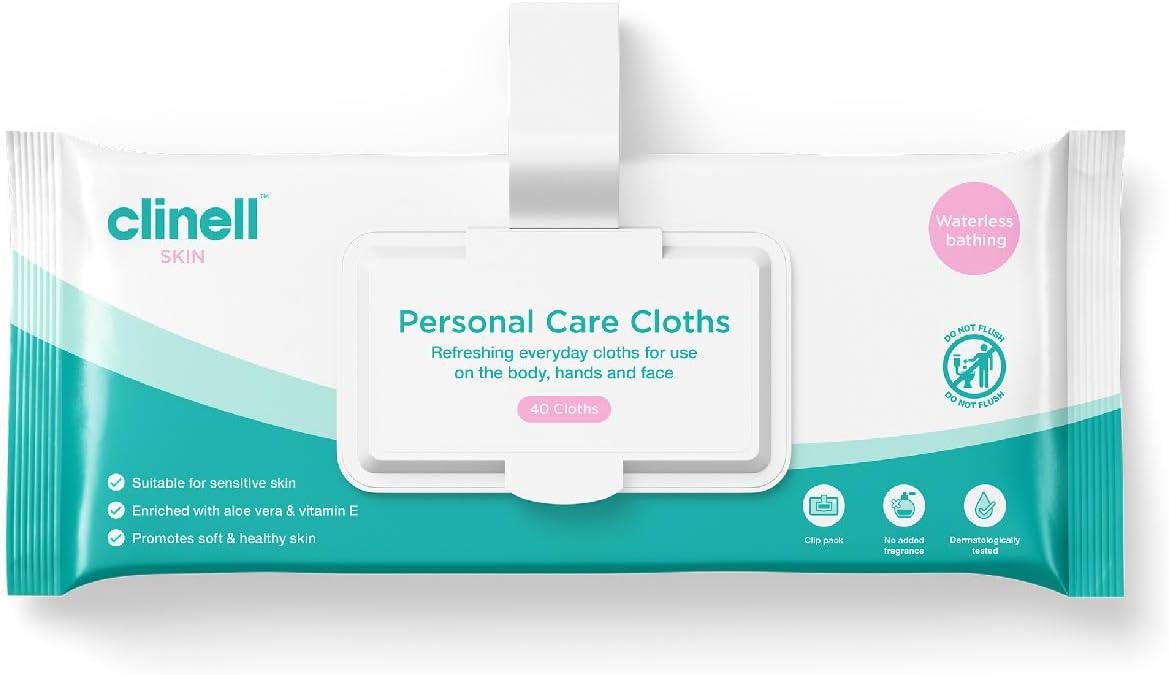 clinell™
SKIN
Waterless
bathing
Personal Care Cloths
Refreshing everyday cloths for use
on the body, hands and face
40 Cloths
DO NOT FLUSH
DO NOT FLUSH
Suitable for sensitive skin
Enriched with aloe vera & vitamin E
Promotes soft & healthy skin
Clip pack
No added
fragrance
Dermatologically
tested